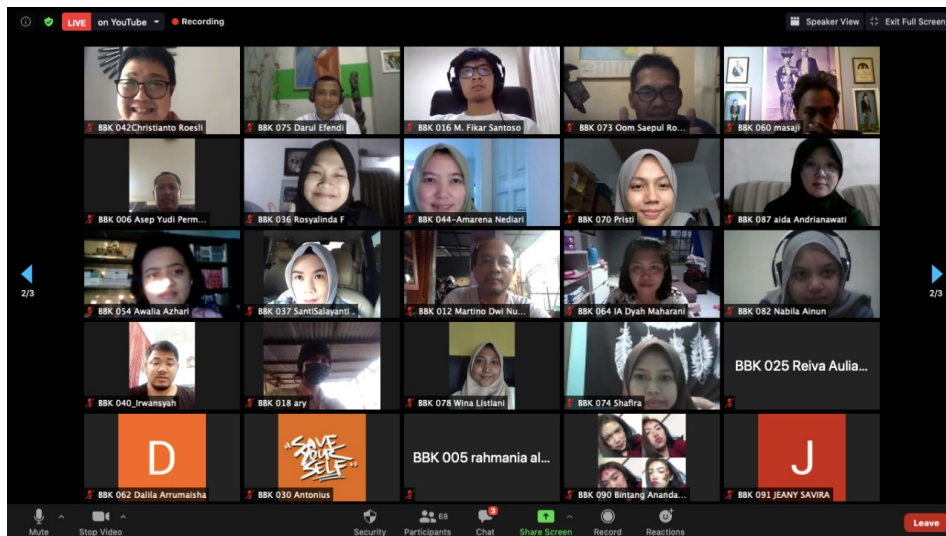 LIVE on YouTube Recording Speaker View Exit Full Screen
BBK 042Christianto Roesli
BBK 075 Darul Efendi
BBK 016 M. Fikar Santoso
BBK 073 Oom Saepul Ro...
BBK 060 masaji
BBK 006 Asep Yudi Perm...
BBK 036 Rosyalinda F
BBK 044-Amarena Nediari
BBK 070 Pristi
BBK 087 aida Andrianawati
2/3
2/3
BBK 054 Awalia Azhari
BBK 037 SantiSalayanti .
BBK 012 Martino Dwi Nu...
BBK 064 IA Dyah Maharani
BBK 082 Nabila Ainun
BBK 040_Irwansyah
BBK 018 ary
BBK 078 Wina Listiani
BBK 074 Shafira
BBK 025 Reiva Aulia...
D
BBK 062 Dalila Arrumaisha
"SAVE
YOUR
SELF"
BBK 030 Antonius
BBK 005 rahmania al...
BBK 090 Bintang Ananda...
J
BBK 091 JEANY SAVIRA
Mute
Stop Video
Security
68
Participants
3
Chat
Share Screen
Record
Reactions
Leave